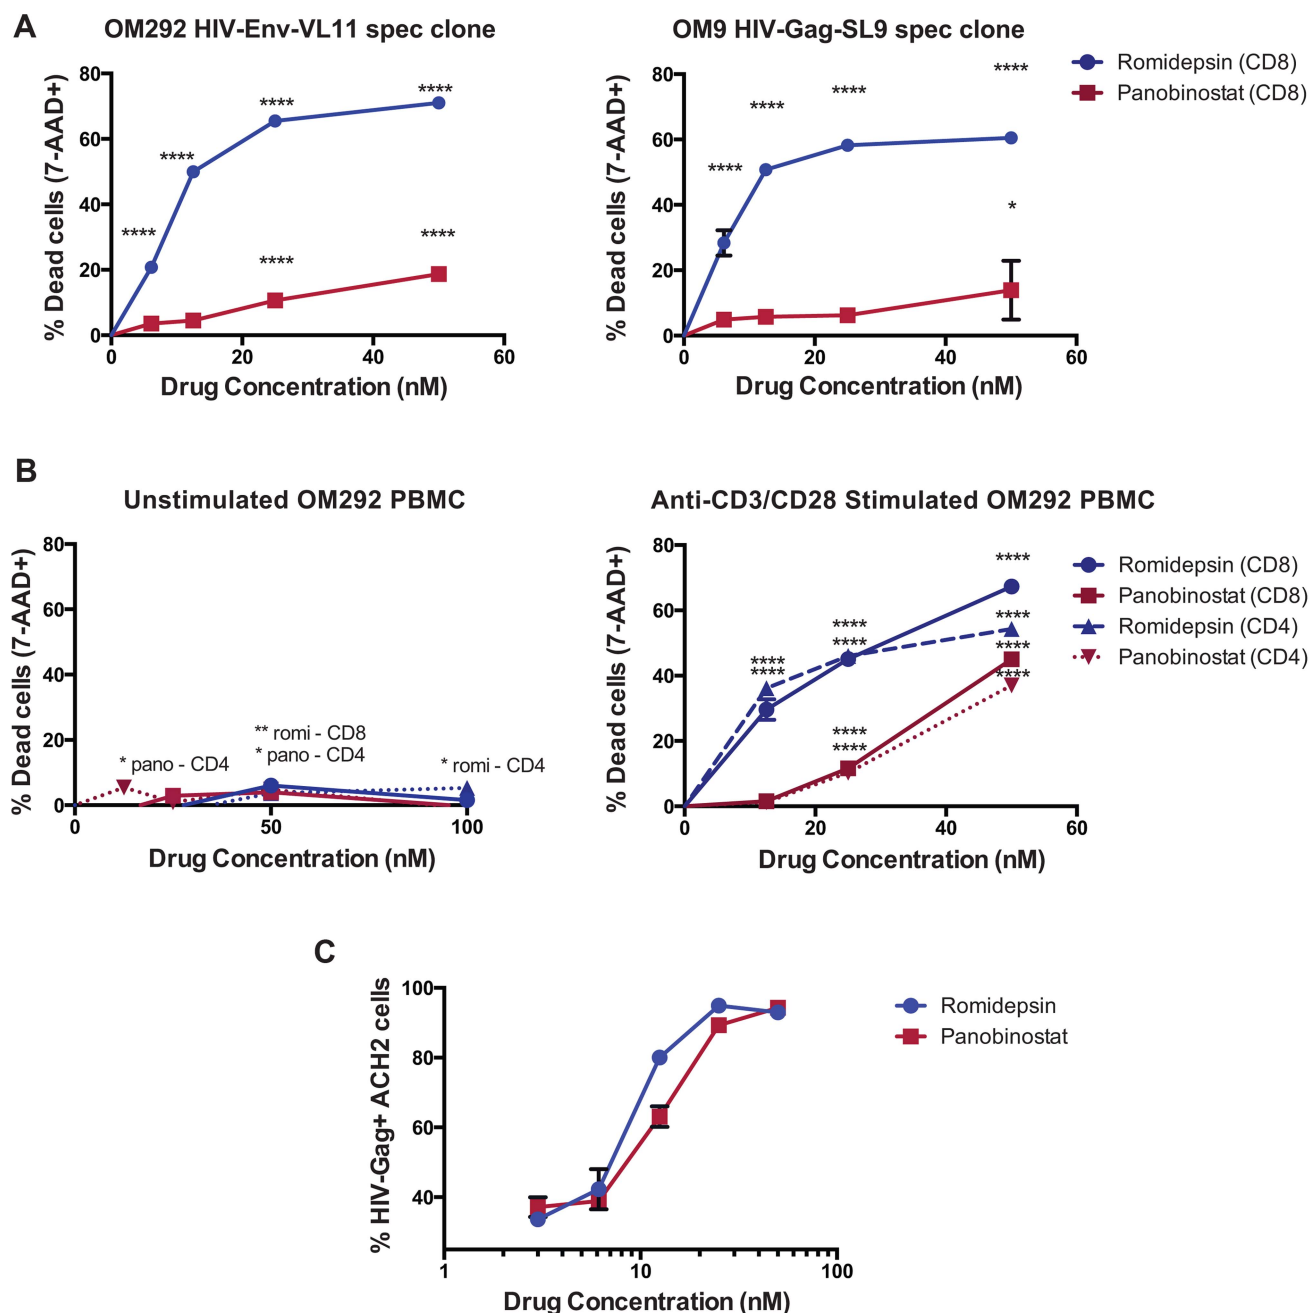 A
OM292 HIV-Env-VL11 spec clone
OM9 HIV-Gag-SL9 spec clone
Romidepsin (CD8)
Panobinostat (CD8)
% Dead cells (7-AAD+)
80
60
40
20
0
0 20 40 60
Drug Concentration (nM)
**** **** **** ****
**** ****
% Dead cells (7-AAD+)
80
60
40
20
0
0 20 40 60
Drug Concentration (nM)
**** **** **** ****
*
B
Unstimulated OM292 PBMC
Anti-CD3/CD28 Stimulated OM292 PBMC
Romidepsin (CD8)
Panobinostat (CD8)
Romidepsin (CD4)
Panobinostat (CD4)
% Dead cells (7-AAD+)
80
60
40
20
0
0 50 100
Drug Concentration (nM)
* pano - CD4
** romi - CD8
* pano - CD4
* romi - CD4
% Dead cells (7-AAD+)
80
60
40
20
0
0 20 40 60
Drug Concentration (nM)
****
****
****
****
****
****
****
****
****
****
C
% HIV-Gag+ ACH2 cells
100
80
60
40
1 10 100
Drug Concentration (nM)
Romidepsin
Panobinostat